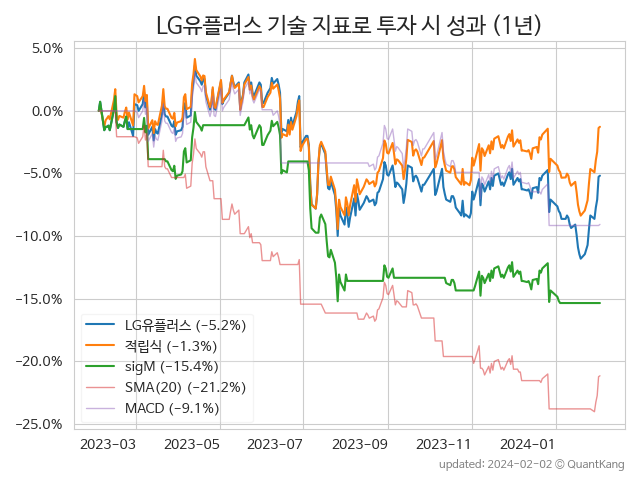 LG유플러스 기술 지표로 투자 시 성과 (1년)
5.0%
0.0%
−5.0%
−10.0%
−15.0%
−20.0%
−25.0%
LG유플러스 (−5.2%)
적립식 (−1.3%)
sigM (−15.4%)
SMA(20) (−21.2%)
MACD (−9.1%)
2023-03 2023-05 2023-07 2023-09 2023-11 2024-01
updated: 2024-02-02 © QuantKang